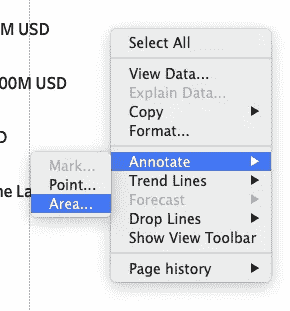 M USD
00M USD
ne La
Select All
View Data...
Explain Data...
Copy
Format...
Annotate
Trend Lines
Forecast
Drop Lines
Show View Toolbar
Page history
Mark...
Point...
Area...